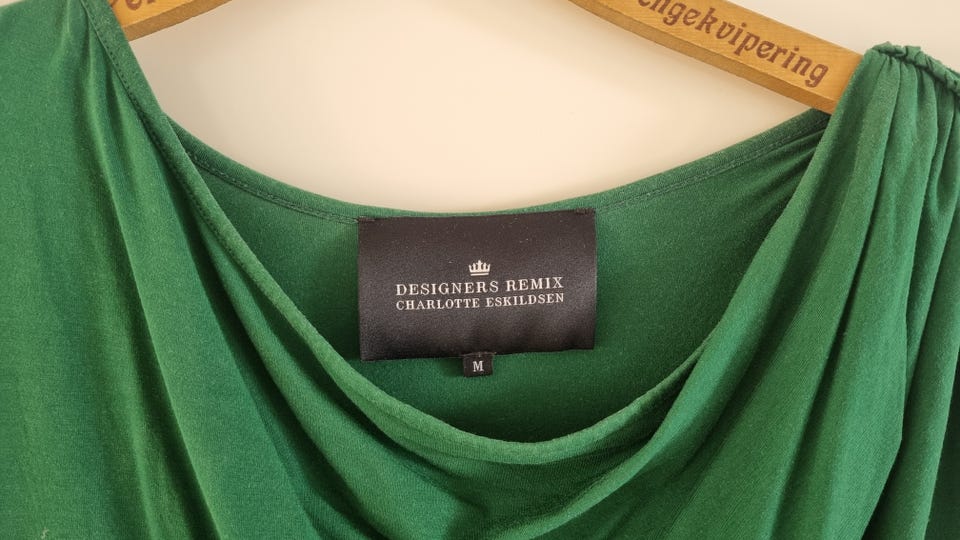 engekvipering
DESIGNERS REMIX
CHARLOTTE ESKILDSEN
M